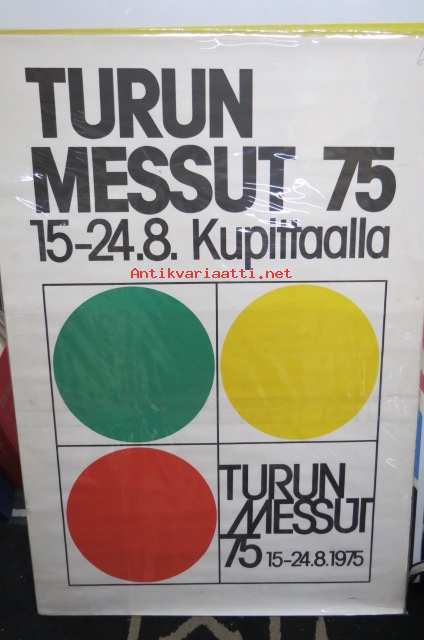 TURUN
MESSUT 75
15-24.8. Kupittaalla
Antikvariaatti.net
TURUN
MESSUT
75 15-24.8.1975